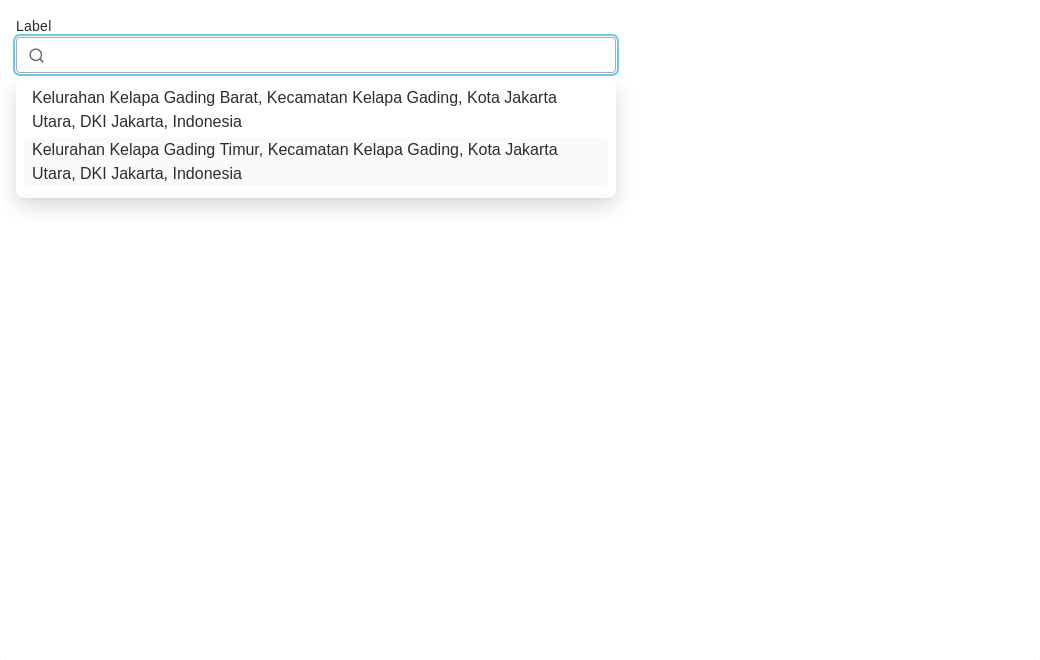 Label
Kelurahan Kelapa Gading Barat, Kecamatan Kelapa Gading, Kota Jakarta
Utara, DKI Jakarta, Indonesia
Kelurahan Kelapa Gading Timur, Kecamatan Kelapa Gading, Kota Jakarta
Utara, DKI Jakarta, Indonesia